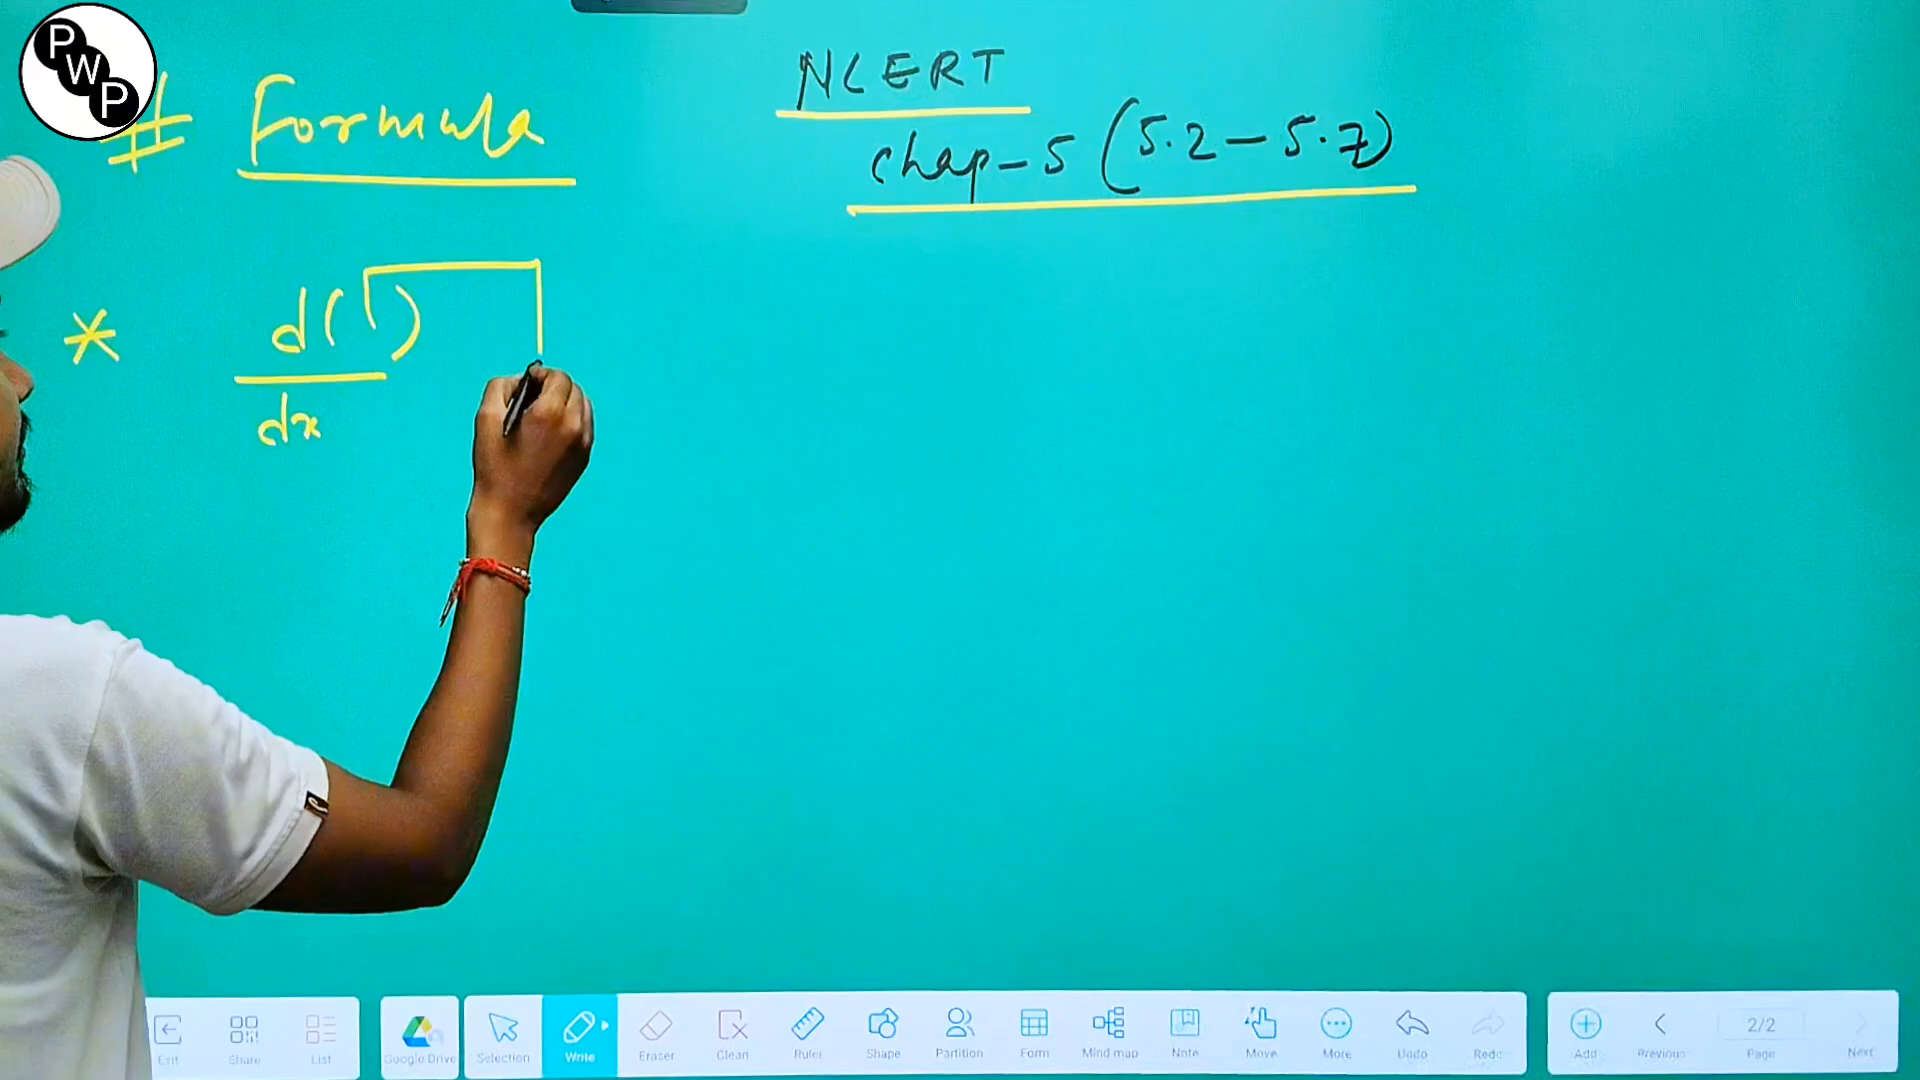 PWP
# Formula
NCERT
chap-5 (5.2-5.7)
* d( )
dx
Exit
Share
List
Google Drive
Selection
Write
Eraser
Clean
Ruler
Shape
Partition
Form
Mind map
Note
Move
More
Undo
Redo
Add
Previous
2/2
Page
Next